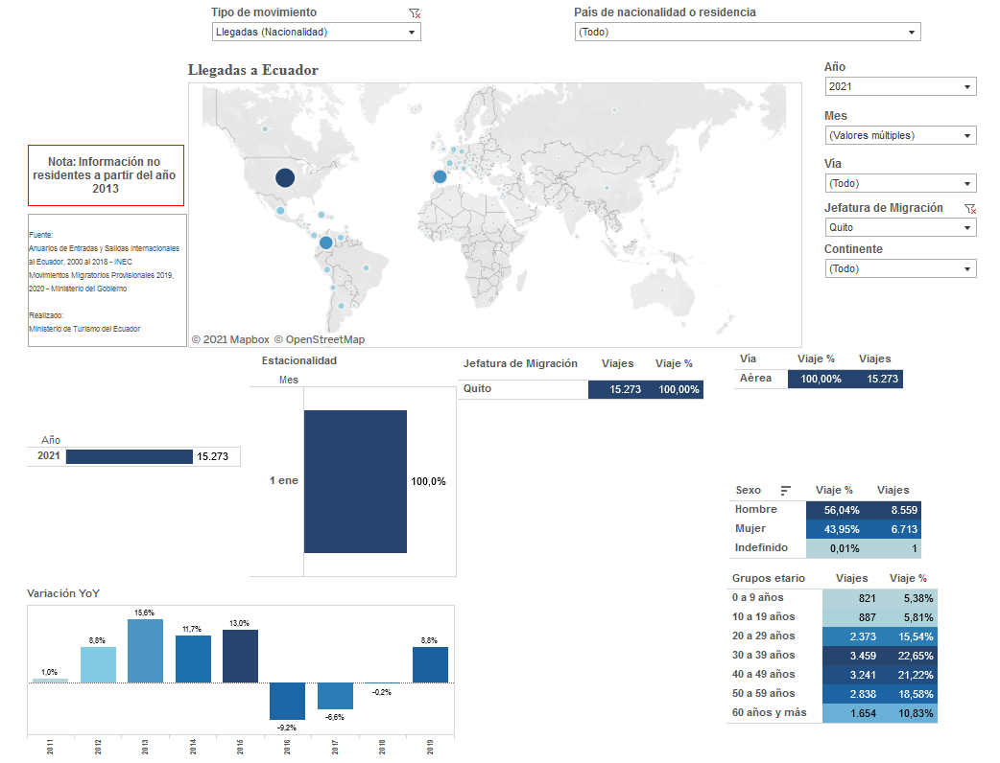 Tipo de movimiento
Llegadas (Nacionalidad)
País de nacionalidad o residencia
(Todo)
Llegadas a Ecuador
© 2021 Mapbox © OpenStreetMap
Año
2021
Mes
(Valores múltiples)
Vía
(Todo)
Jefatura de Migración
Quito
Continente
(Todo)
Nota: Información no
residentes a partir del año
2013
Fuente:
Anuarios de Entradas y Salidas Internacionales
al Ecuador, 2000 al 2018 - INEC
Movimientos Migratorios Provisionales 2019,
2020 - Ministerio del Gobierno
Realizado:
Ministerio de Turismo del Ecuador
Año
2021 15.273
Estacionalidad
Mes
1 ene 100,0%
Jefatura de Migración Viajes Viaje %
Quito 15.273 100,00%
Vía Viaje % Viajes
Aérea 100,00% 15.273
Sexo Viaje % Viajes
Hombre 56,04% 8.559
Mujer 43,95% 6.713
Indefinido 0,01% 1
Grupos etario Viajes Viaje %
0 a 9 años 821 5,38%
10 a 19 años 887 5,81%
20 a 29 años 2.373 15,54%
30 a 39 años 3.459 22,65%
40 a 49 años 3.241 21,22%
50 a 59 años 2.838 18,58%
60 años y más 1.654 10,83%
Variación YoY
1,0% 8,8% 15,6% 11,7% 13,0% -9,2% -6,6% -0,2% 8,8%
2011 2012 2013 2014 2015 2016 2017 2018 2019